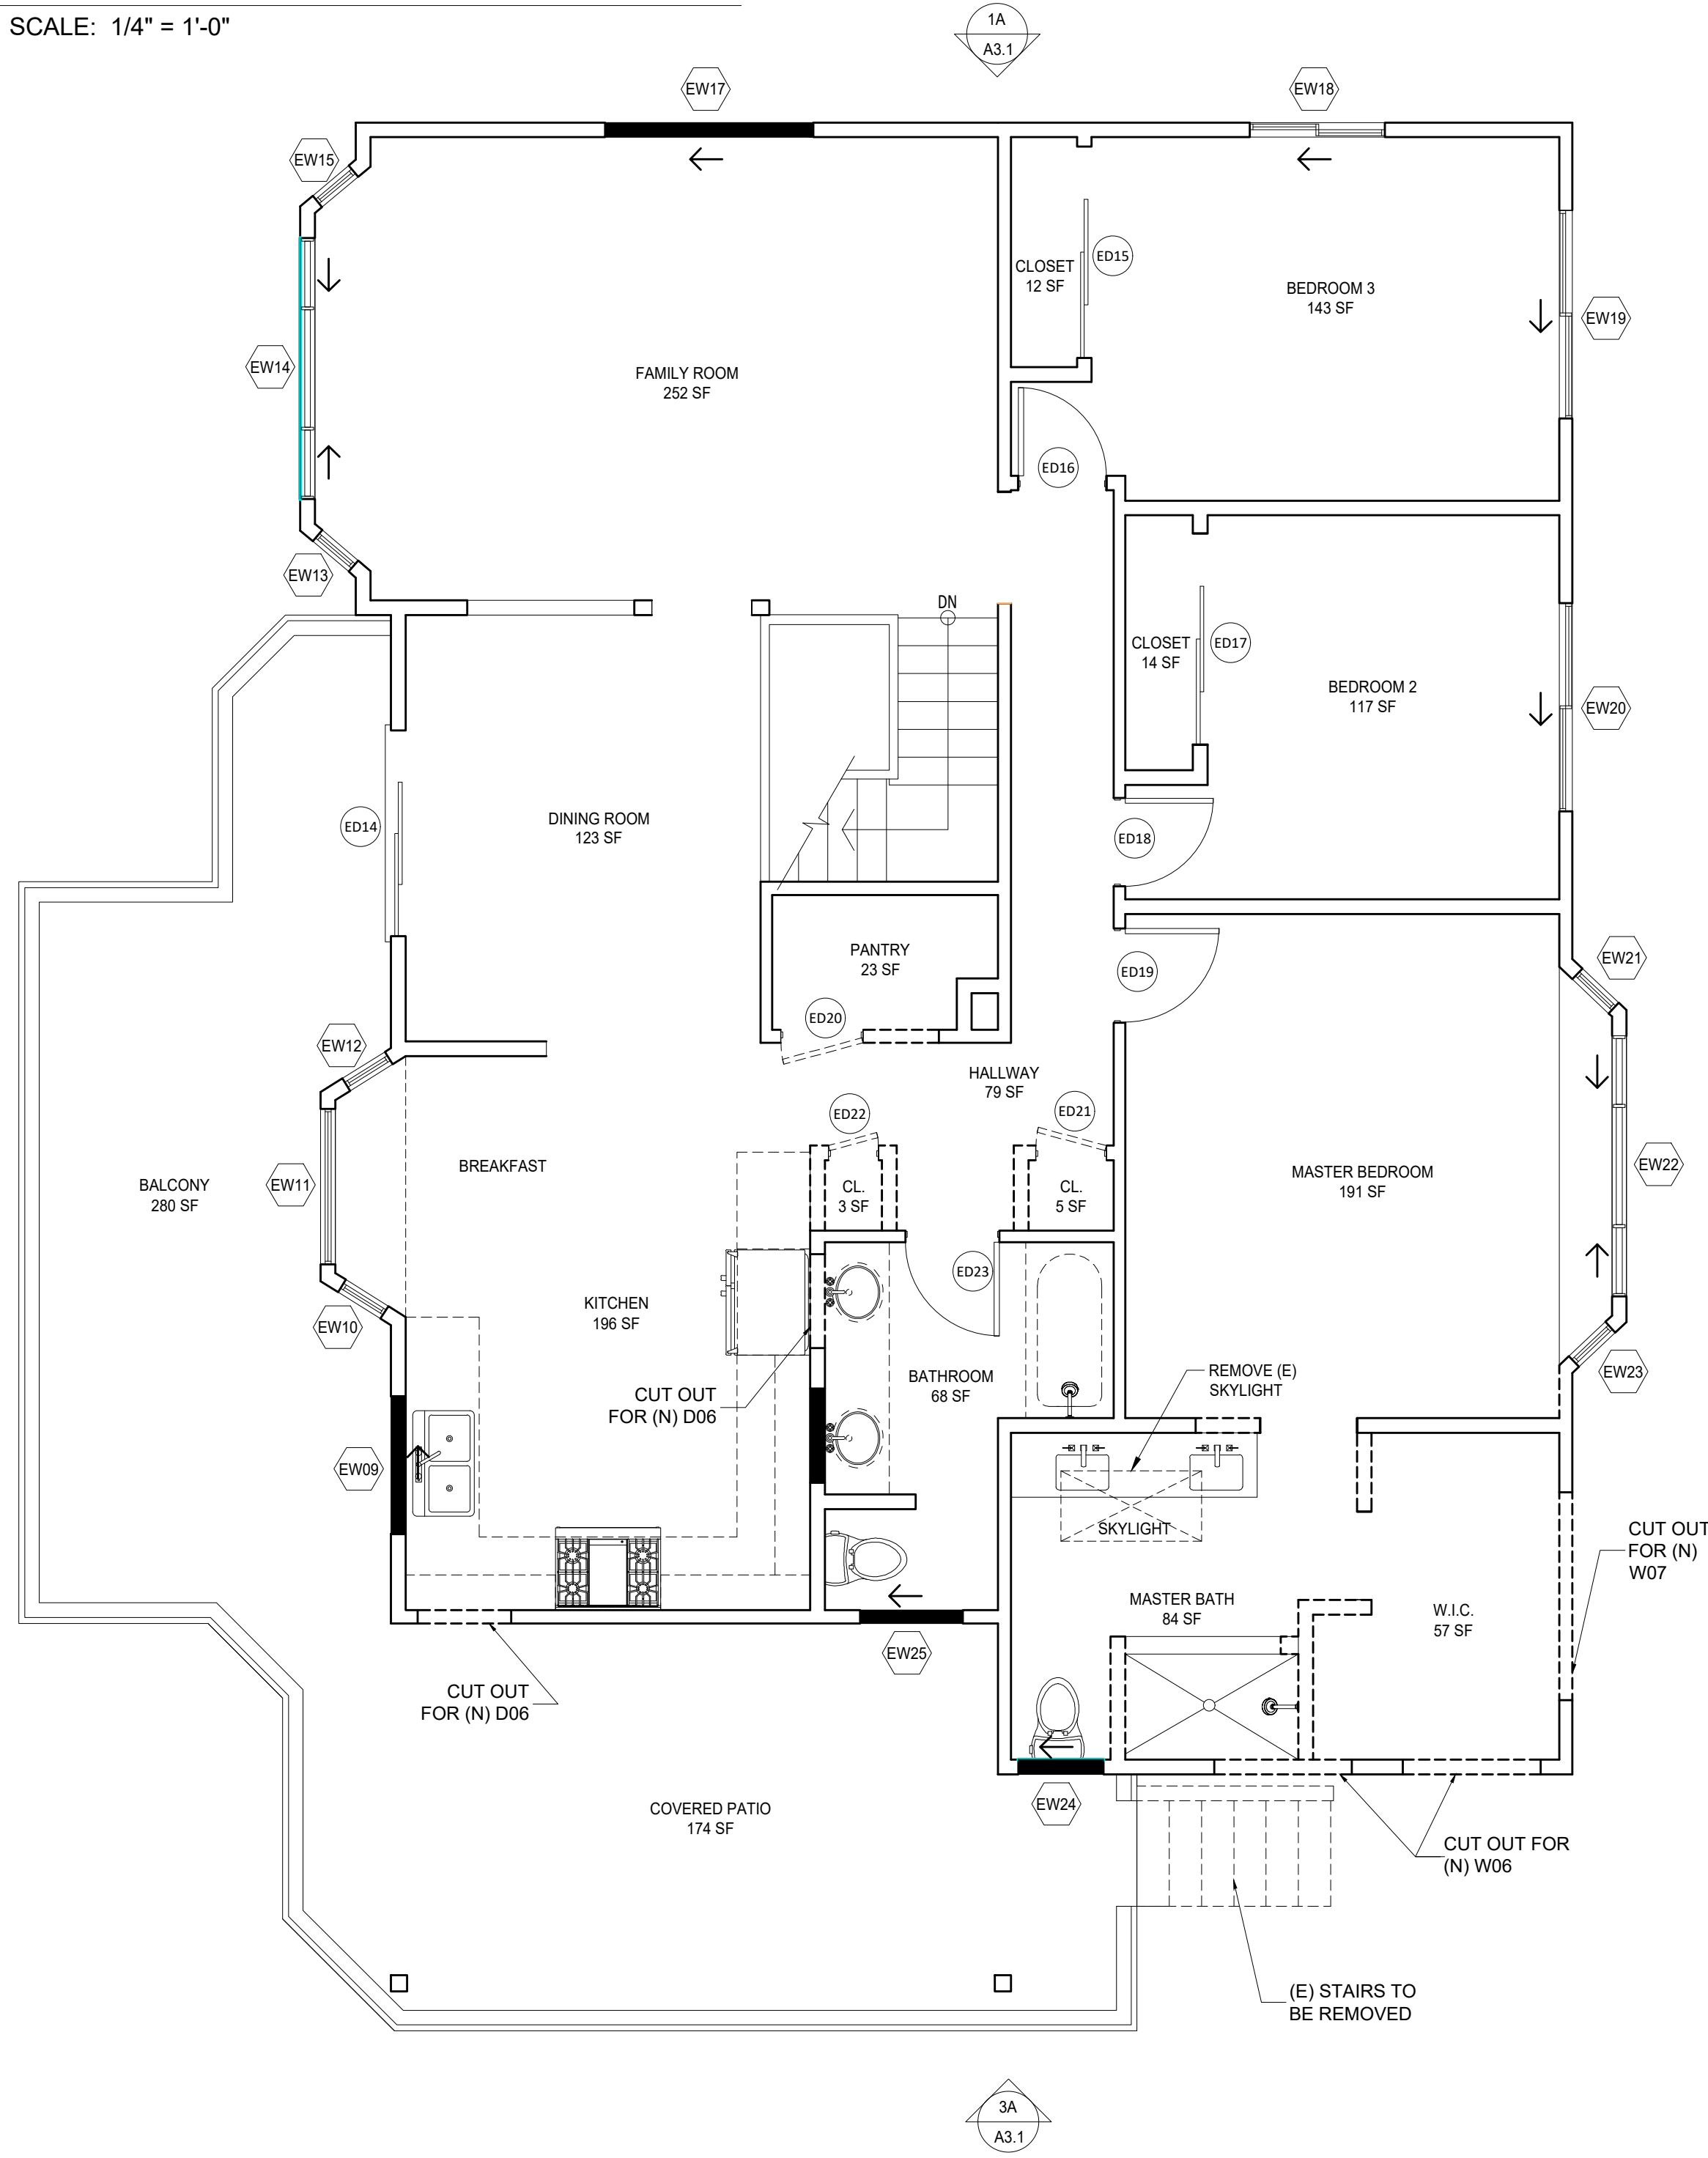 SCALE: 1/4" = 1'-0"
1A
A3.1
EW17
EW18
EW15
ED15
CLOSET
12 SF
BEDROOM 3
143 SF
EW19
EW14
FAMILY ROOM
252 SF
ED16
EW13
DN
CLOSET
14 SF
ED17
BEDROOM 2
117 SF
EW20
ED14
DINING ROOM
123 SF
ED18
PANTRY
23 SF
ED19
EW21
ED20
EW12
HALLWAY
79 SF
ED22
ED21
BREAKFAST
BALCONY
280 SF
EW11
CL.
3 SF
CL.
5 SF
MASTER BEDROOM
191 SF
EW22
ED23
KITCHEN
196 SF
EW10
BATHROOM
68 SF
REMOVE (E)
SKYLIGHT
EW23
CUT OUT
FOR (N) D06
EW09
SKYLIGHT
CUT OUT
FOR (N)
W07
MASTER BATH
84 SF
W.I.C.
57 SF
EW25
CUT OUT
FOR (N) D06
EW24
COVERED PATIO
174 SF
CUT OUT FOR
(N) W06
(E) STAIRS TO
BE REMOVED
3A
A3.1